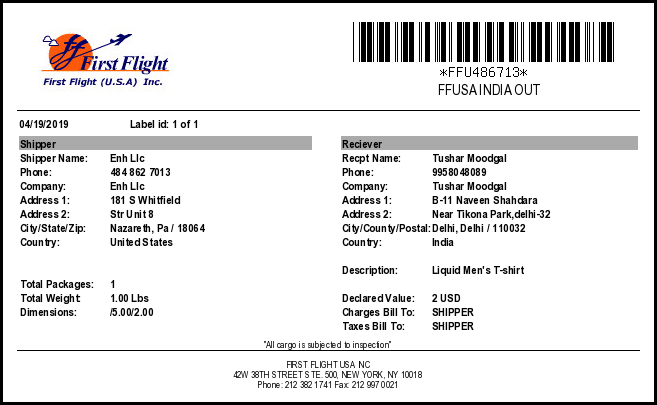 First Flight
First Flight (U.S.A) Inc.
*FFU486713*
FFUSA INDIA OUT
04/19/2019 Label id: 1 of 1
Shipper Reciever
Shipper Name: Enh Llc Recpt Name: Tushar Moodgal
Phone: 484 862 7013 Phone: 9958048089
Company: Enh Llc Company: Tushar Moodgal
Address 1: 181 S Whitfield Address 1: B-11 Naveen Shahdara
Address 2: Str Unit 8 Address 2: Near Tikona Park,delhi-32
City/State/Zip: Nazareth, Pa / 18064 City/County/Postal: Delhi, Delhi / 110032
Country: United States Country: India
Description: Liquid Men's T-shirt
Total Packages: 1
Total Weight: 1.00 Lbs Declared Value: 2 USD
Dimensions: /5.00/2.00 Charges Bill To: SHIPPER
Taxes Bill To: SHIPPER
"All cargo is subjected to inspection"
FIRST FLIGHT USA INC
42W 38TH STREET STE. 500, NEW YORK, NY 10018
Phone: 212 382 1741 Fax: 212 997 0021